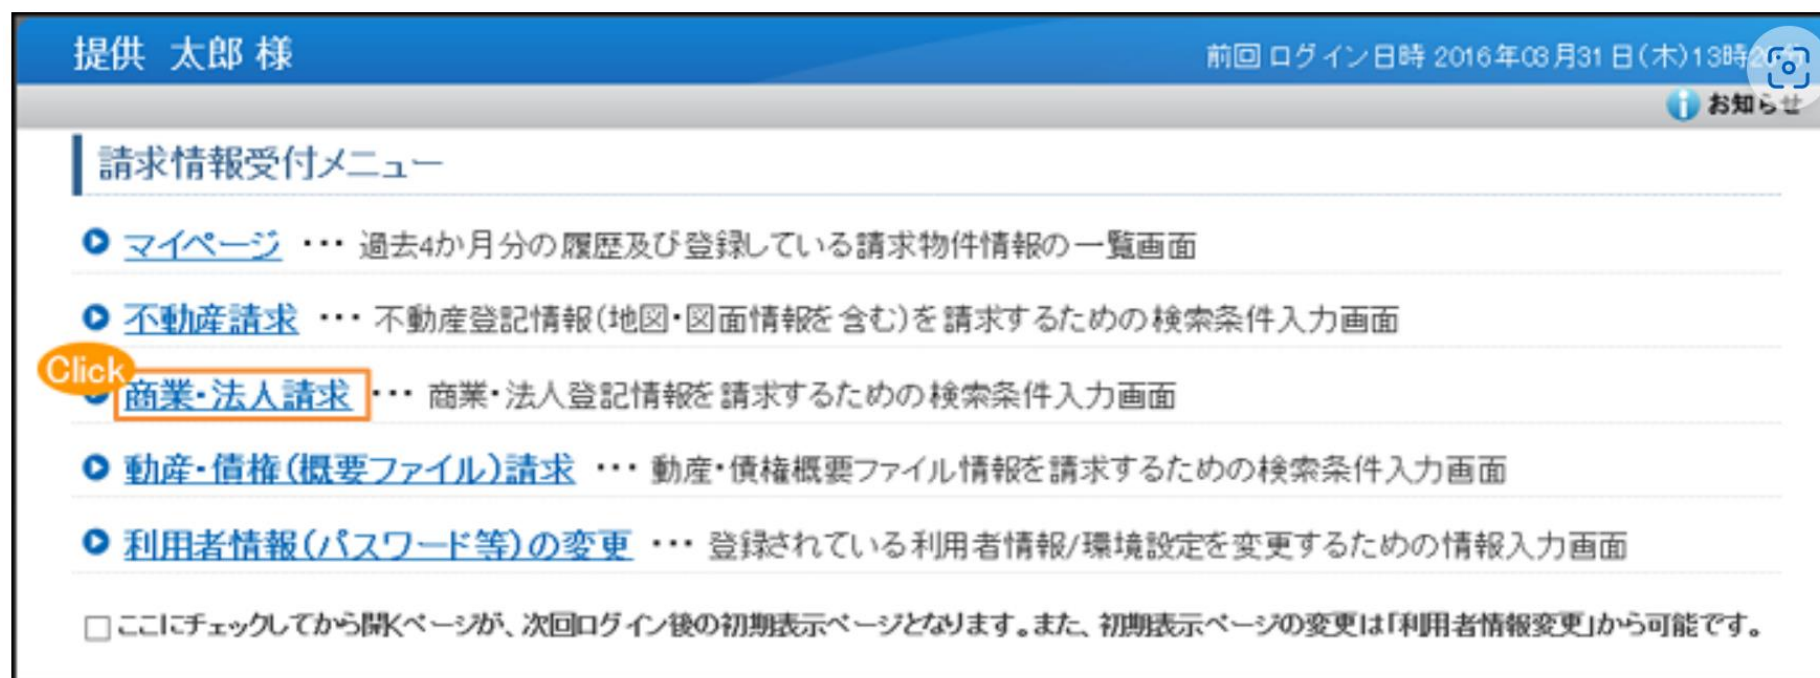 提供 太郎 様
前回 ログイン日時 2016年03月31日(木)13時
お知らせ
請求情報受付メニュー
マイページ ・・・ 過去4か月分の履歴及び登録している請求物件情報の一覧画面
不動産請求 ・・・ 不動産登記情報(地図・図面情報を含む)を請求するための検索条件入力画面
Click
商業・法人請求 ・・・ 商業・法人登記情報を請求するための検索条件入力画面
動産・債権(概要ファイル)請求 ・・・ 動産・債権概要ファイル情報を請求するための検索条件入力画面
利用者情報(パスワード等)の変更 ・・・ 登録されている利用者情報/環境設定を変更するための情報入力画面
ここにチェックしてから開くページが、次回ログイン後の初期表示ページとなります。また、初期表示ページの変更は「利用者情報変更」から可能です。